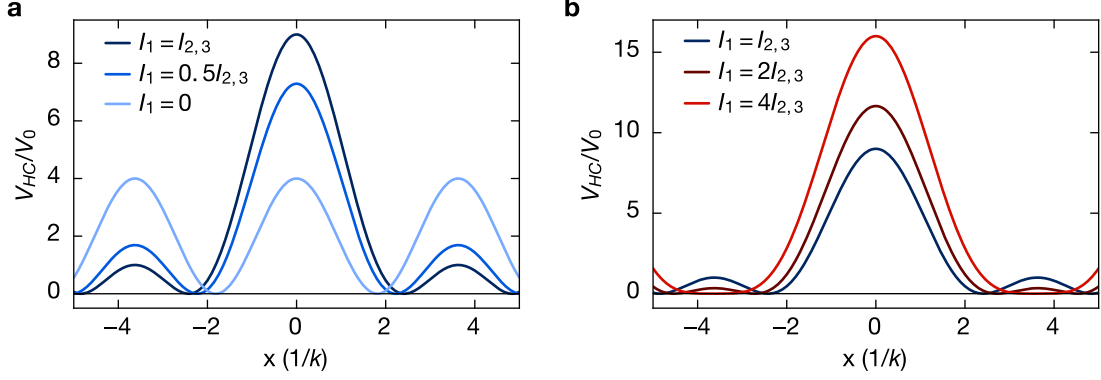 a
I₁ = I₂,₃
I₁ = 0.5I₂,₃
I₁ = 0
V_HC/V₀
8
6
4
2
0
−4
−2
0
2
4
x (1/k)
b
I₁ = I₂,₃
I₁ = 2I₂,₃
I₁ = 4I₂,₃
V_HC/V₀
15
10
5
0
−4
−2
0
2
4
x (1/k)